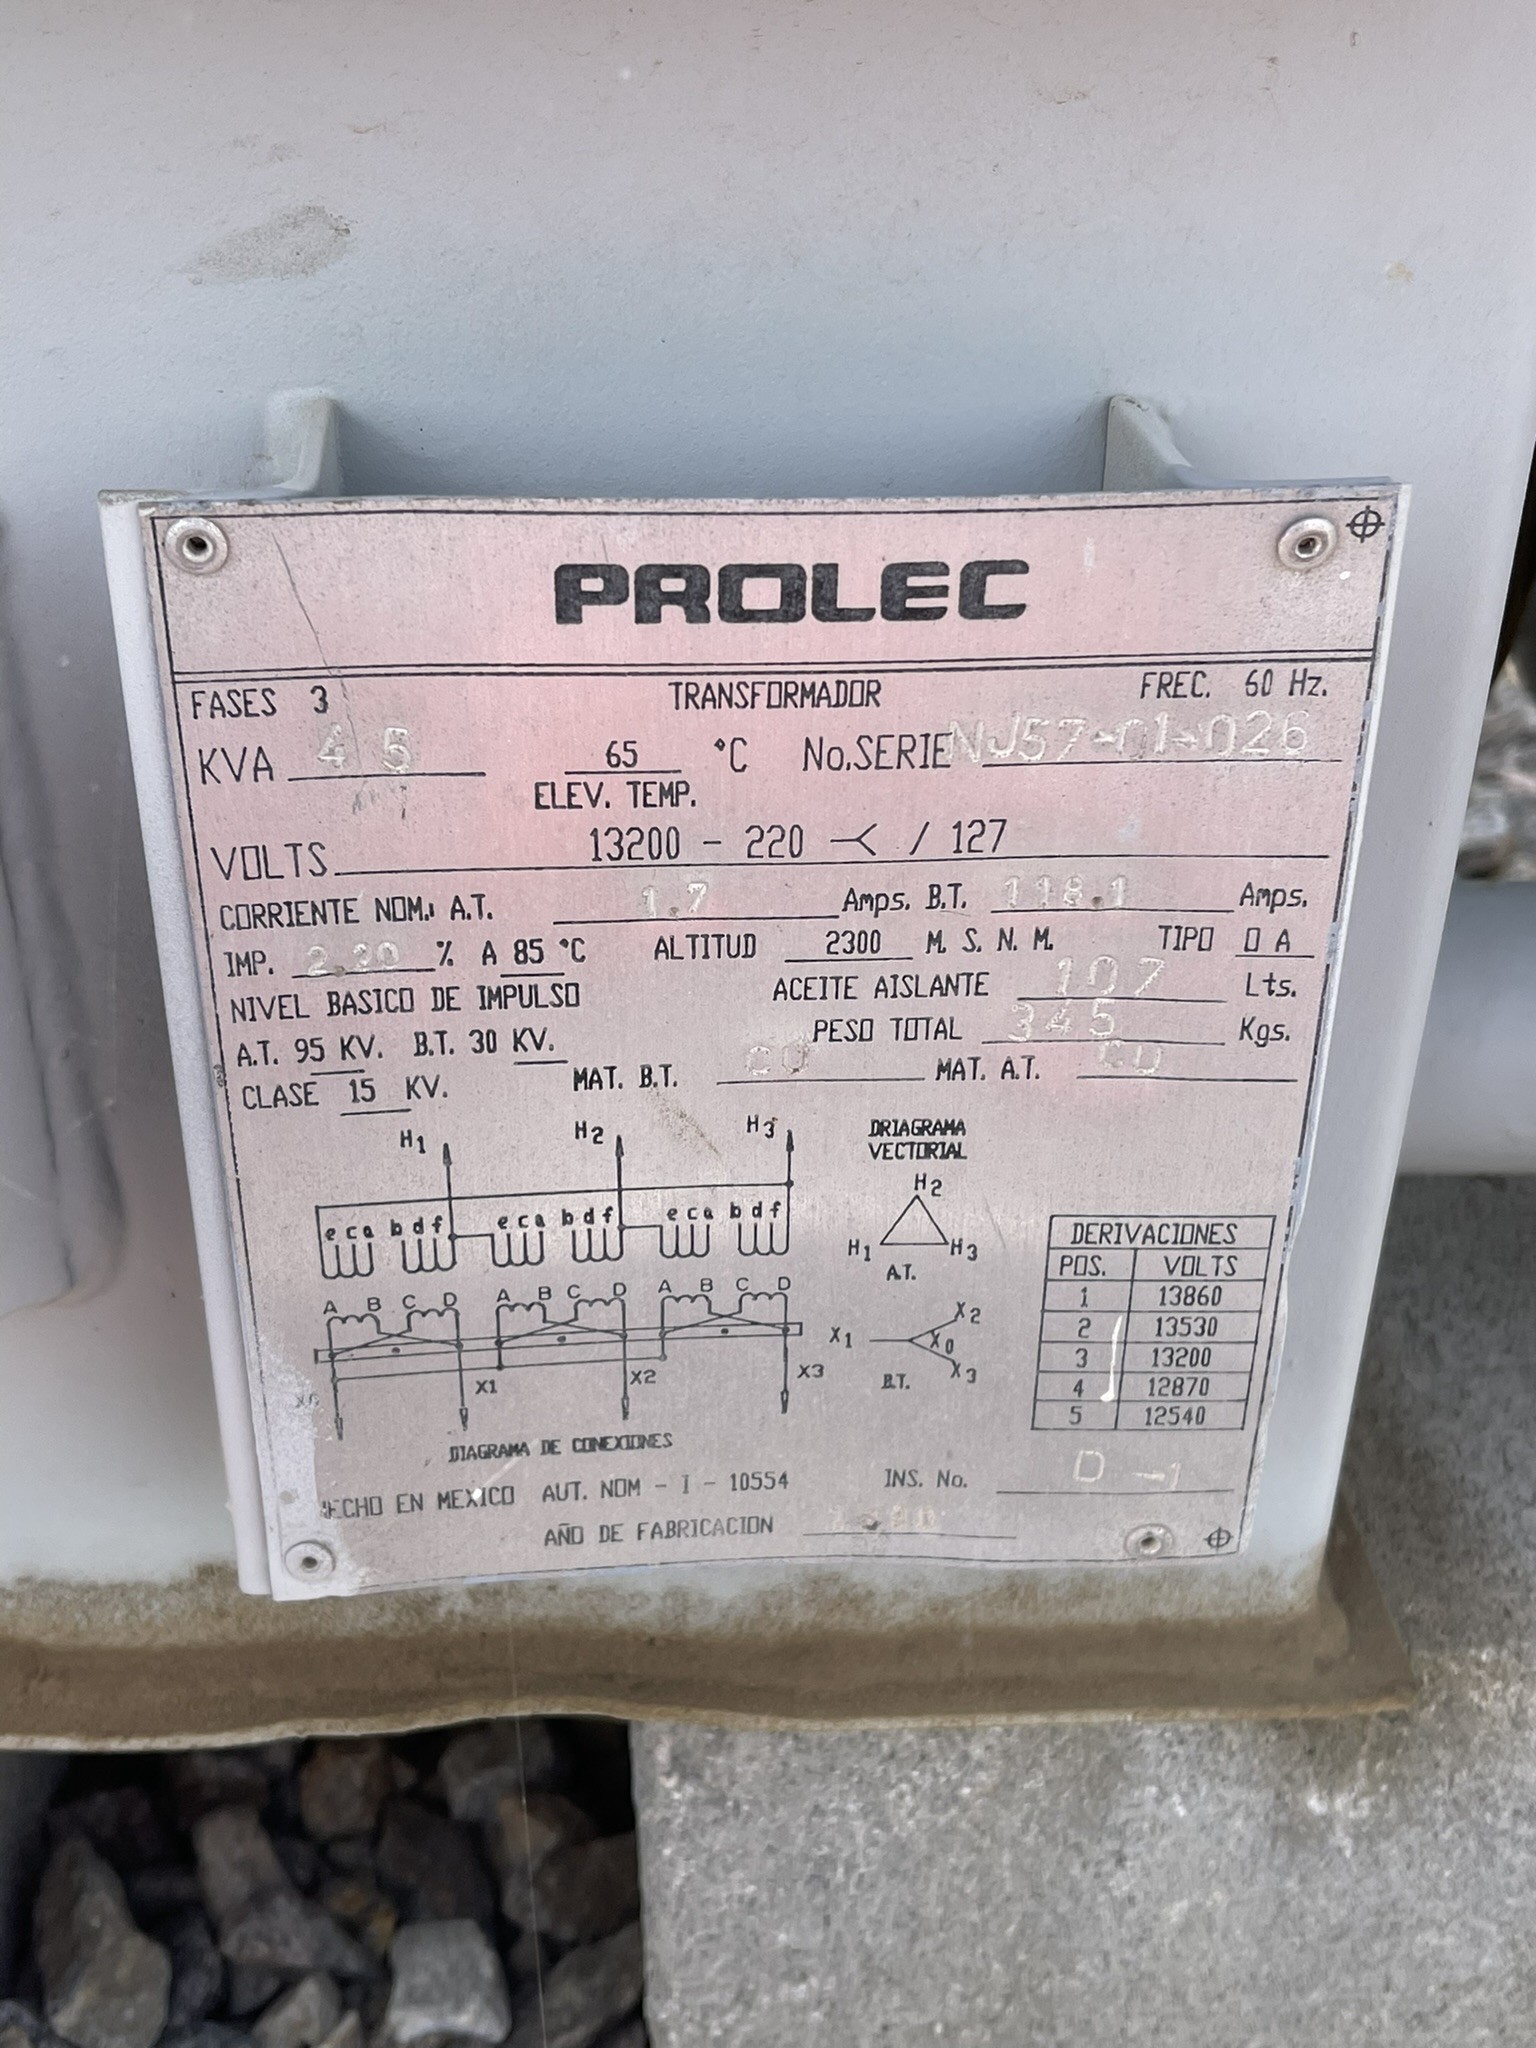 PROLEC
FASES 3 TRANSFORMADOR FREC. 60 Hz.
KVA 45 65 °C No.SERIE NJ57-01-026
ELEV. TEMP.
VOLTS 13200 - 220 Y / 127
CORRIENTE NOM.: A.T. 1.7 Amps. B.T. 118.1 Amps.
IMP. 2.20 % A 85 °C ALTITUD 2300 M. S. N. M. TIPO O A
NIVEL BASICO DE IMPULSO ACEITE AISLANTE 107 Lts.
A.T. 95 KV. B.T. 30 KV. PESO TOTAL 345 Kgs.
CLASE 15 KV. MAT. B.T. CU MAT. A.T. CU
H1 H2 H3 DRIAGRAMA
VECTORIAL
H2
e c a b d f e c a b d f e c a b d f
H1 H3
A.T.
DERIVACIONES
POS. VOLTS
1 13860
2 13530
3 13200
4 12870
5 12540
A B C D A B C D A B C D
X1 X2 X0 X3
B.T.
X1 X2 X3
DIAGRAMA DE CONEXIONES
HECHO EN MEXICO AUT. NOM - I - 10554 INS. No. D -1
AÑO DE FABRICACION